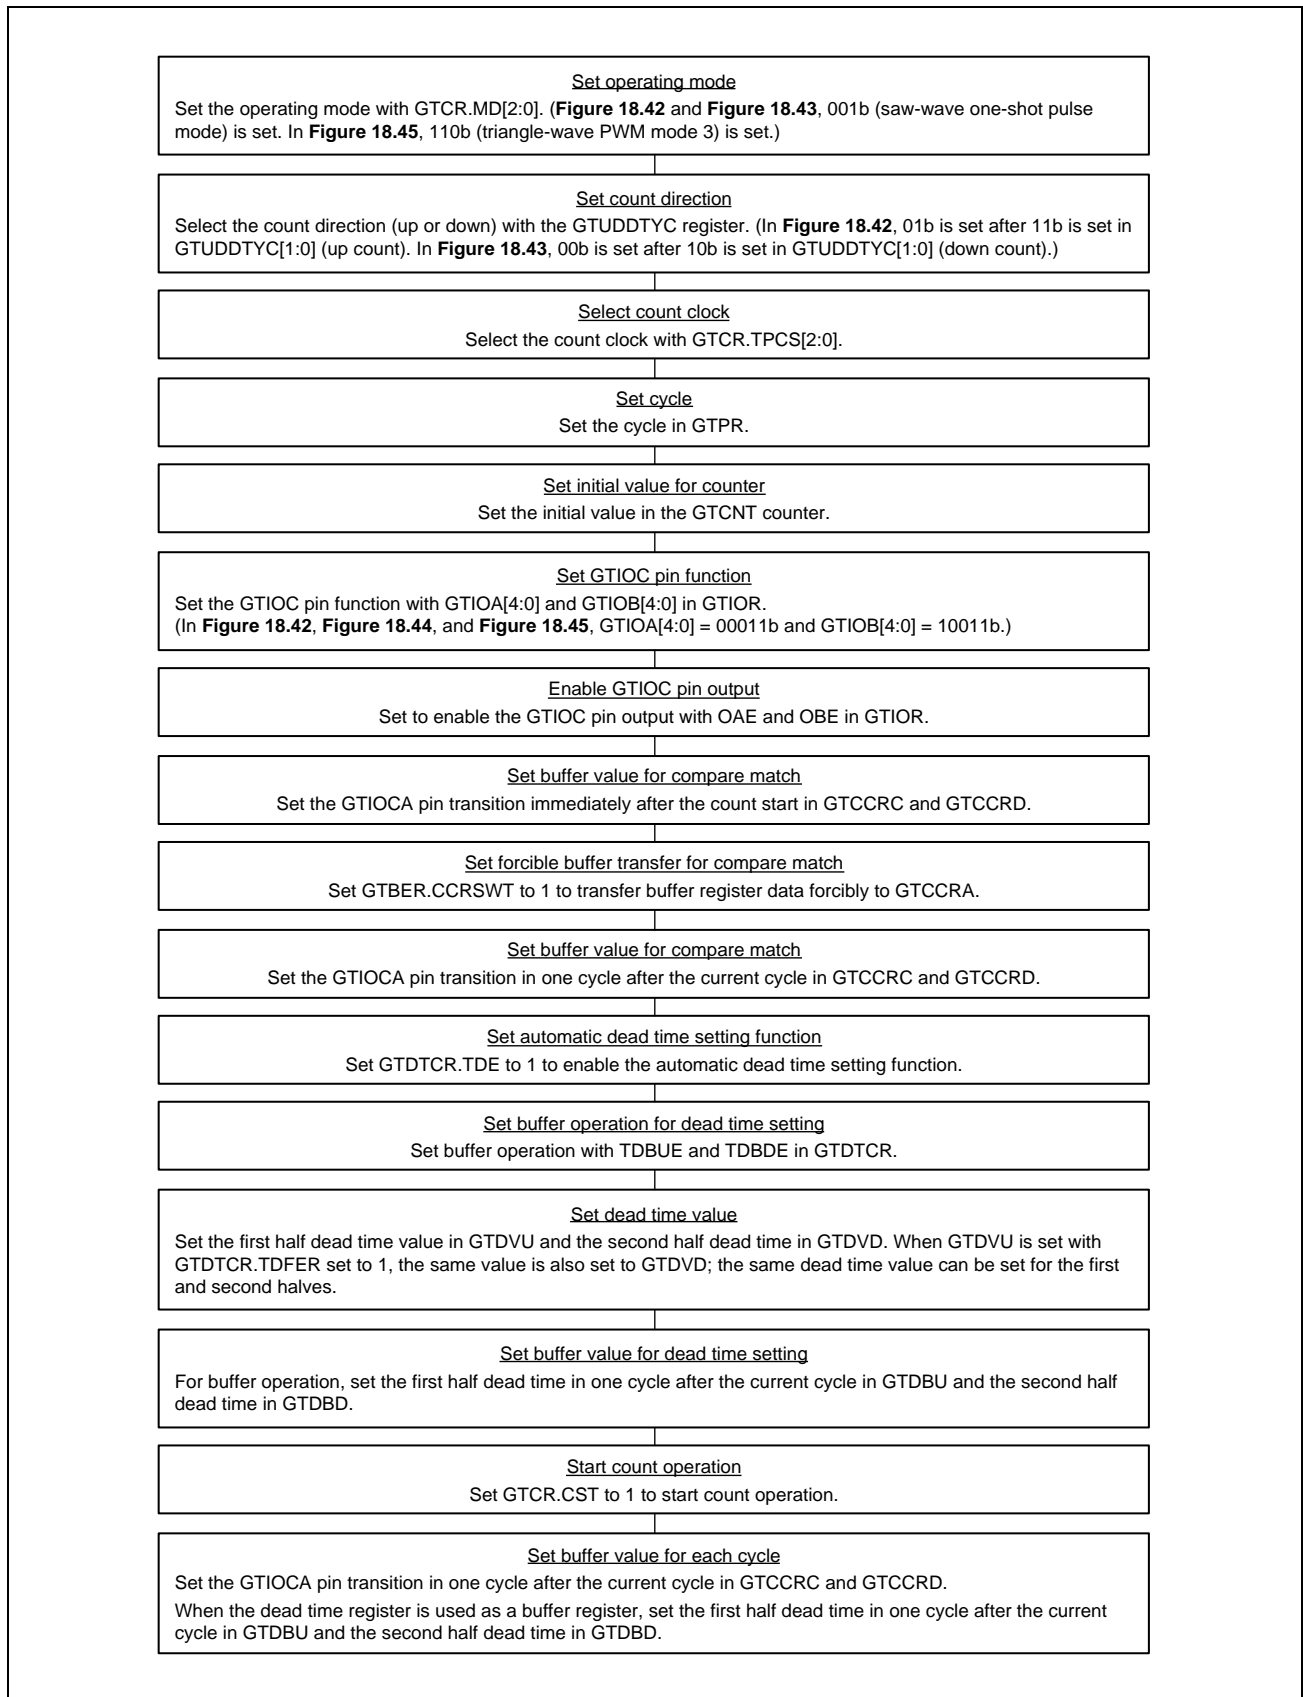 Set operating mode
Set the operating mode with GTCR.MD[2:0]. (Figure 18.42 and Figure 18.43, 001b (saw-wave one-shot pulse
mode) is set. In Figure 18.45, 110b (triangle-wave PWM mode 3) is set.)
Set count direction
Select the count direction (up or down) with the GTUDDTYC register. (In Figure 18.42, 01b is set after 11b is set in
GTUDDTYC[1:0] (up count). In Figure 18.43, 00b is set after 10b is set in GTUDDTYC[1:0] (down count).)
Select count clock
Select the count clock with GTCR.TPCS[2:0].
Set cycle
Set the cycle in GTPR.
Set initial value for counter
Set the initial value in the GTCNT counter.
Set GTIOC pin function
Set the GTIOC pin function with GTIOA[4:0] and GTIOB[4:0] in GTIOR.
(In Figure 18.42, Figure 18.44, and Figure 18.45, GTIOA[4:0] = 00011b and GTIOB[4:0] = 10011b.)
Enable GTIOC pin output
Set to enable the GTIOC pin output with OAE and OBE in GTIOR.
Set buffer value for compare match
Set the GTIOCA pin transition immediately after the count start in GTCCRC and GTCCRD.
Set forcible buffer transfer for compare match
Set GTBER.CCRSWT to 1 to transfer buffer register data forcibly to GTCCRA.
Set buffer value for compare match
Set the GTIOCA pin transition in one cycle after the current cycle in GTCCRC and GTCCRD.
Set automatic dead time setting function
Set GTDTCR.TDE to 1 to enable the automatic dead time setting function.
Set buffer operation for dead time setting
Set buffer operation with TDBUE and TDBDE in GTDTCR.
Set dead time value
Set the first half dead time value in GTDVU and the second half dead time in GTDVD. When GTDVU is set with
GTDTCR.TDFER set to 1, the same value is also set to GTDVD; the same dead time value can be set for the first
and second halves.
Set buffer value for dead time setting
For buffer operation, set the first half dead time in one cycle after the current cycle in GTDBU and the second half
dead time in GTDBD.
Start count operation
Set GTCR.CST to 1 to start count operation.
Set buffer value for each cycle
Set the GTIOCA pin transition in one cycle after the current cycle in GTCCRC and GTCCRD.
When the dead time register is used as a buffer register, set the first half dead time in one cycle after the current
cycle in GTDBU and the second half dead time in GTDBD.